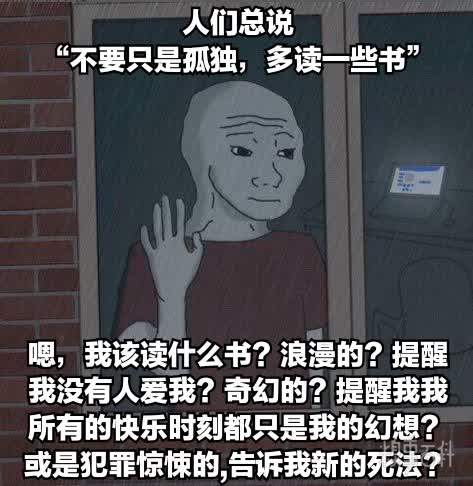 人们总说
“不要只是孤独，多读一些书”
嗯，我该读什么书？浪漫的？提醒
我没有人爱我？奇幻的？提醒我我
所有的快乐时刻都只是我的幻想？
或是犯罪惊悚的,告诉我新的死法？